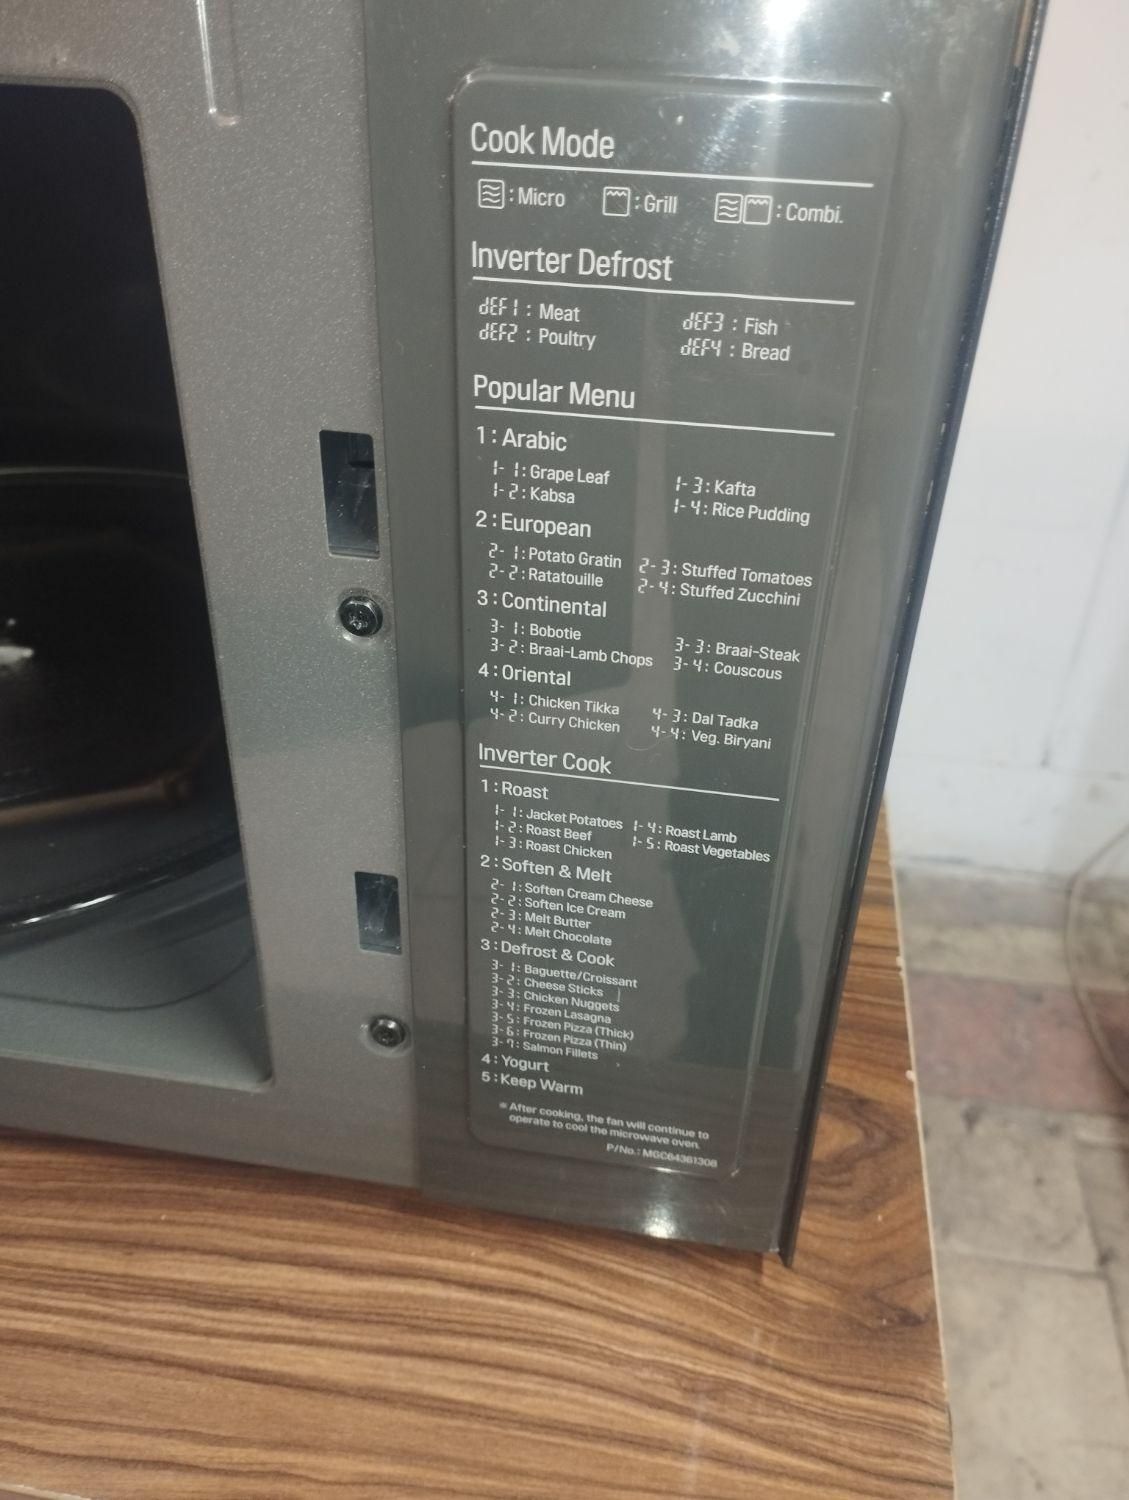 Cook Mode
: Micro : Grill : Combi.
Inverter Defrost
dEF1 : Meat dEF3 : Fish
dEF2 : Poultry dEF4 : Bread
Popular Menu
1 : Arabic
1- 1 : Grape Leaf 1- 3 : Kafta
1- 2 : Kabsa 1- 4 : Rice Pudding
2 : European
2- 1 : Potato Gratin 2- 3 : Stuffed Tomatoes
2- 2 : Ratatouille 2- 4 : Stuffed Zucchini
3 : Continental
3- 1 : Bobotie 3- 3 : Braai-Steak
3- 2 : Braai-Lamb Chops 3- 4 : Couscous
4 : Oriental
4- 1 : Chicken Tikka 4- 3 : Dal Tadka
4- 2 : Curry Chicken 4- 4 : Veg. Biryani
Inverter Cook
1 : Roast
1- 1 : Jacket Potatoes 1- 4 : Roast Lamb
1- 2 : Roast Beef 1- 5 : Roast Vegetables
1- 3 : Roast Chicken
2 : Soften & Melt
2- 1 : Soften Cream Cheese
2- 2 : Soften Ice Cream
2- 3 : Melt Butter
2- 4 : Melt Chocolate
3 : Defrost & Cook
3- 1 : Baguette/Croissant
3- 2 : Cheese Sticks
3- 3 : Chicken Nuggets
3- 4 : Frozen Lasagna
3- 5 : Frozen Pizza (Thick)
3- 6 : Frozen Pizza (Thin)
3- 7 : Salmon Fillets
4 : Yogurt
5 : Keep Warm
* After cooking, the fan will continue to
operate to cool the microwave oven.
P/No. : MGC64361308